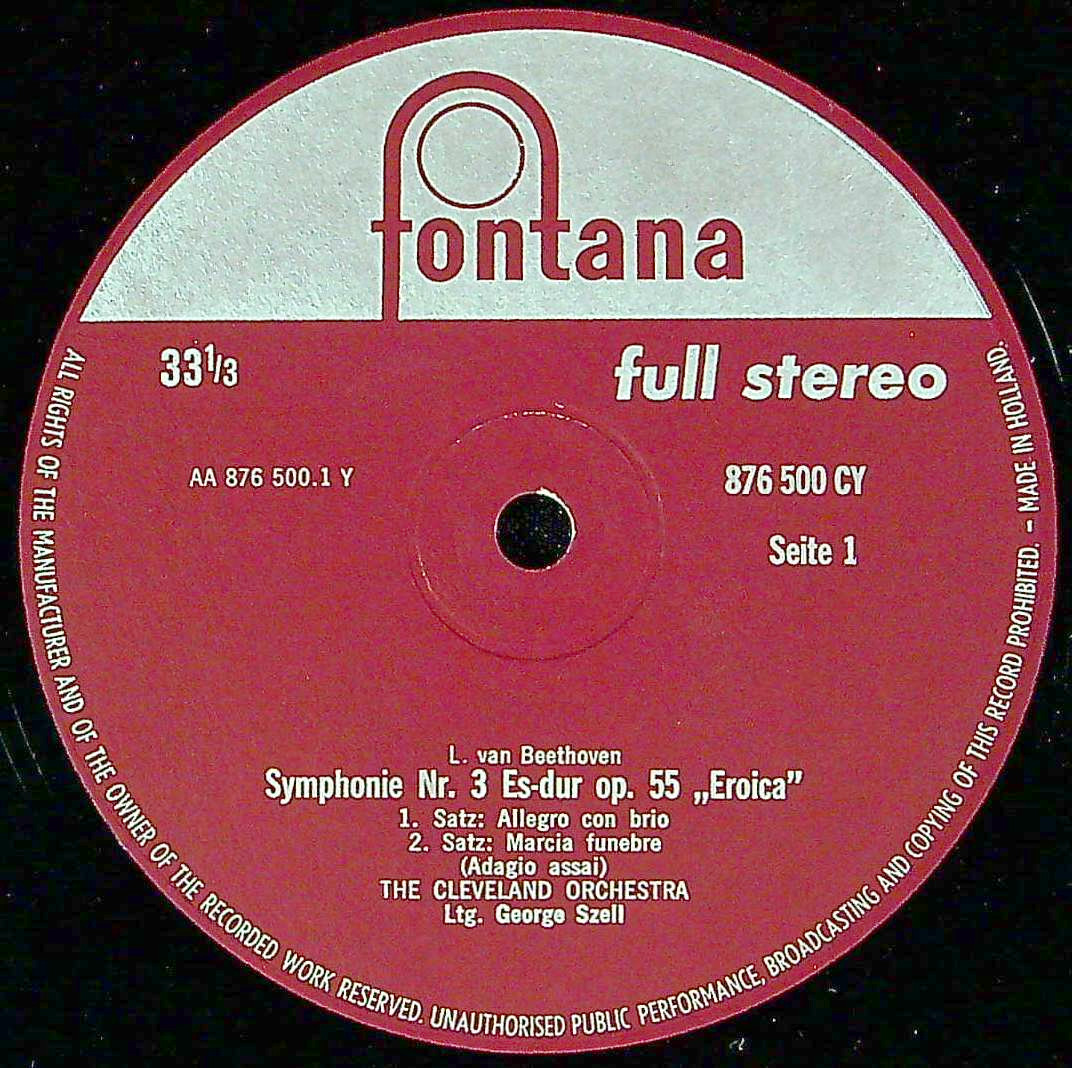 fontana
33 1/3
full stereo
AA 876 500.1 Y
876 500 CY
Seite 1
L. van Beethoven
Symphonie Nr. 3 Es-dur op. 55 „Eroica”
1. Satz: Allegro con brio
2. Satz: Marcia funebre
(Adagio assai)
THE CLEVELAND ORCHESTRA
Ltg. George Szell
ALL RIGHTS OF THE MANUFACTURER AND OF THE OWNER OF THE RECORDED WORK RESERVED. UNAUTHORISED PUBLIC PERFORMANCE, BROADCASTING AND COPYING OF THIS RECORD PROHIBITED. – MADE IN HOLLAND.